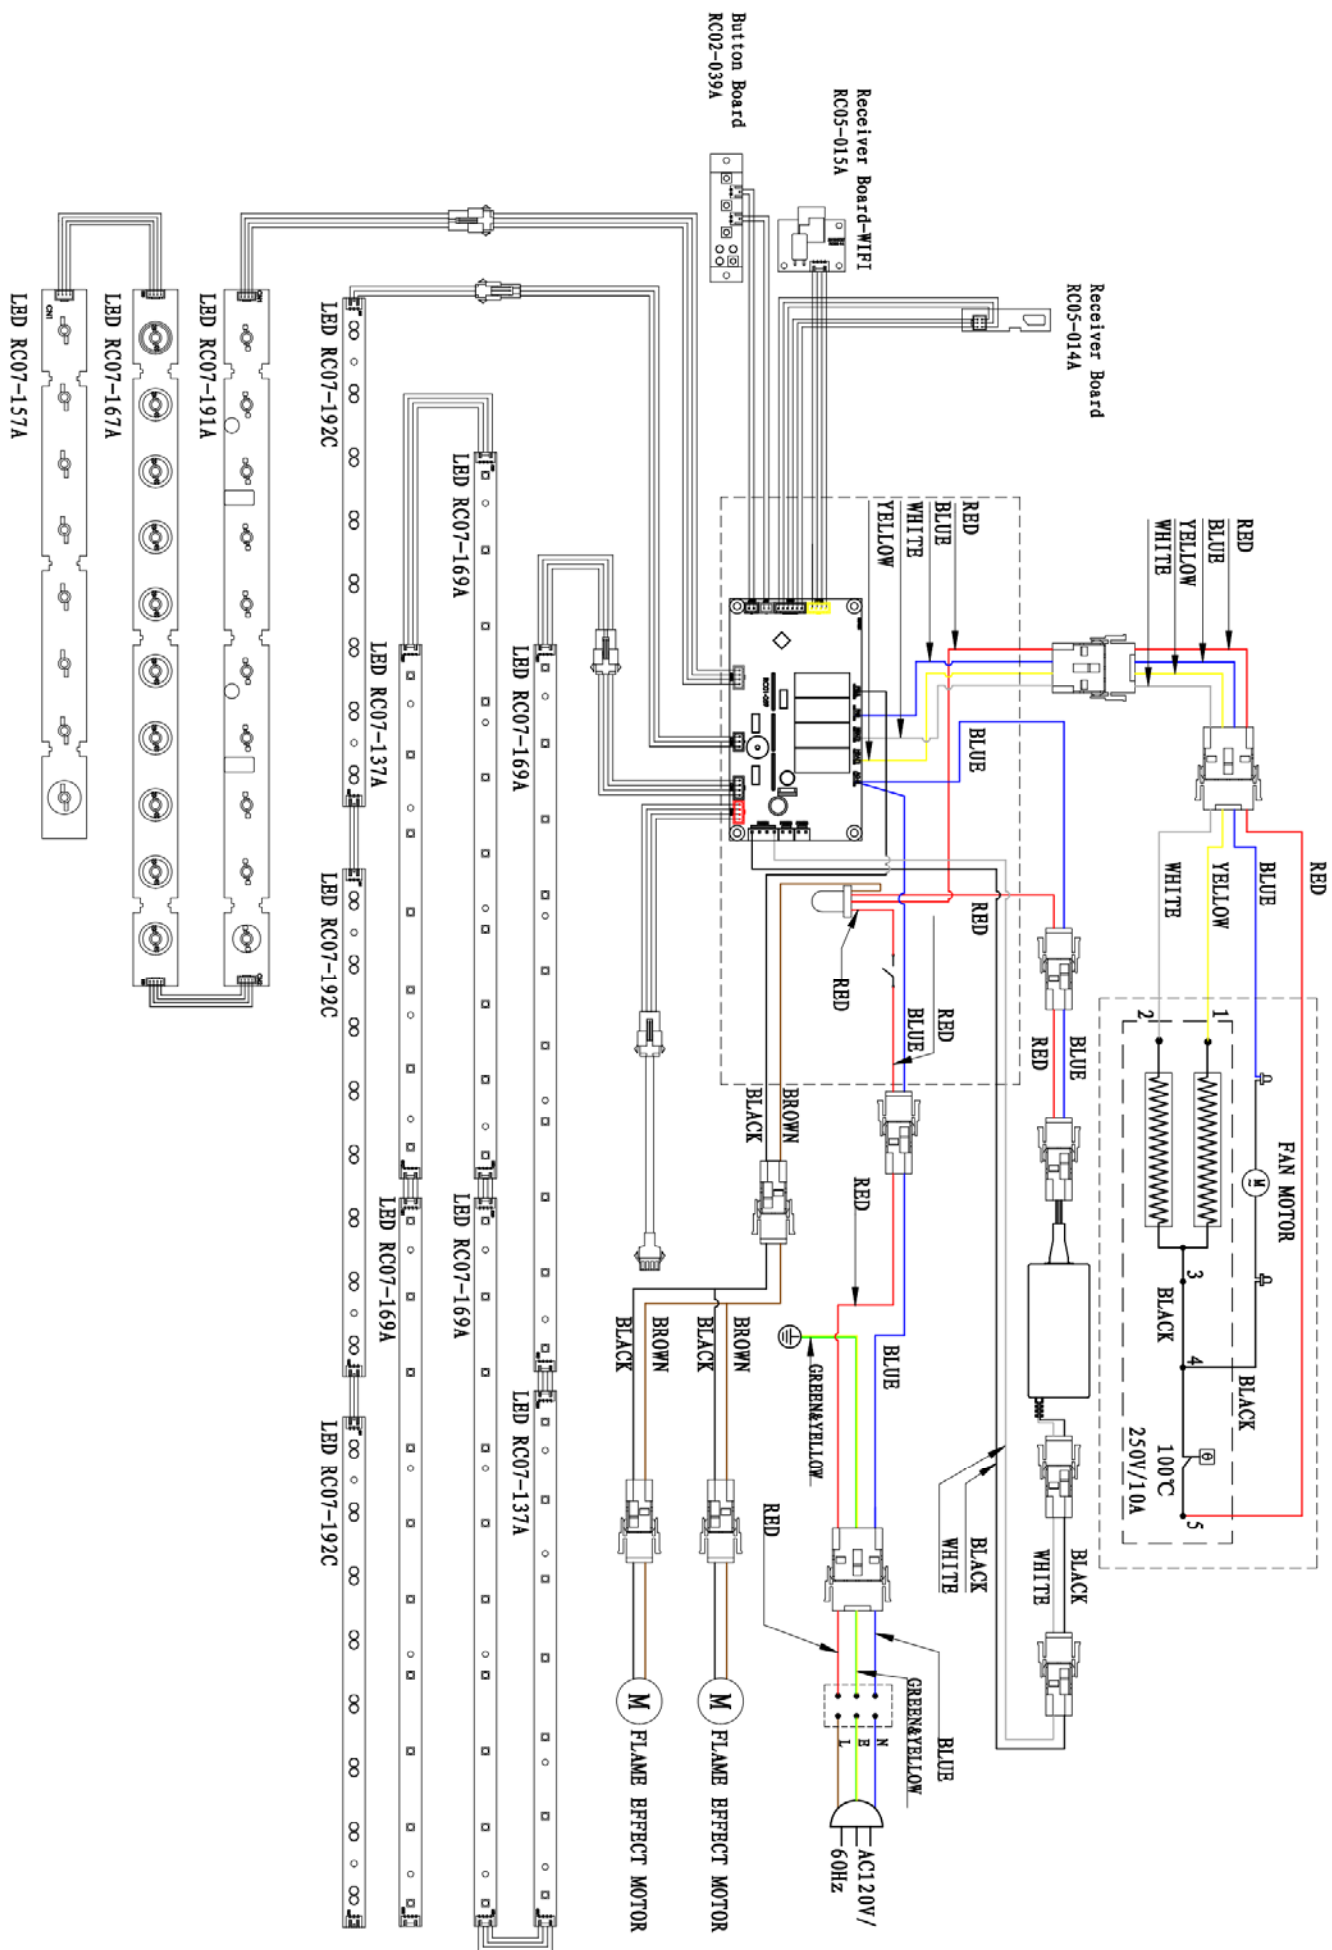 Button Board
RC02-039A
Receiver Board-WIFI
RC05-015A
Receiver Board
RC05-014A
RED
BLUE
YELLOW
WHITE
RED
BLUE
WHITE
YELLOW
BLUE
RED
BLUE
YELLOW
WHITE
RED
RED
RED
BLUE
BLUE
RED
1
2
FAN MOTOR
M
~
3
BLACK
4
BLACK
θ
100℃
250V/10A
5
BROWN
BLACK
RED
BLUE
GREEN&YELLOW
BLACK
WHITE
BLACK
WHITE
RED
BLUE
GREEN&YELLOW
N
E
L
AC120V/
60Hz
BROWN
BLACK
BROWN
BLACK
M
FLAME EFFECT MOTOR
M
FLAME EFFECT MOTOR
LED RC07-157A
CN1
LED RC07-167A
LED RC07-191A
LED RC07-192C
LED RC07-192C
LED RC07-192C
LED RC07-137A
LED RC07-169A
LED RC07-169A
LED RC07-169A
LED RC07-169A
LED RC07-137A